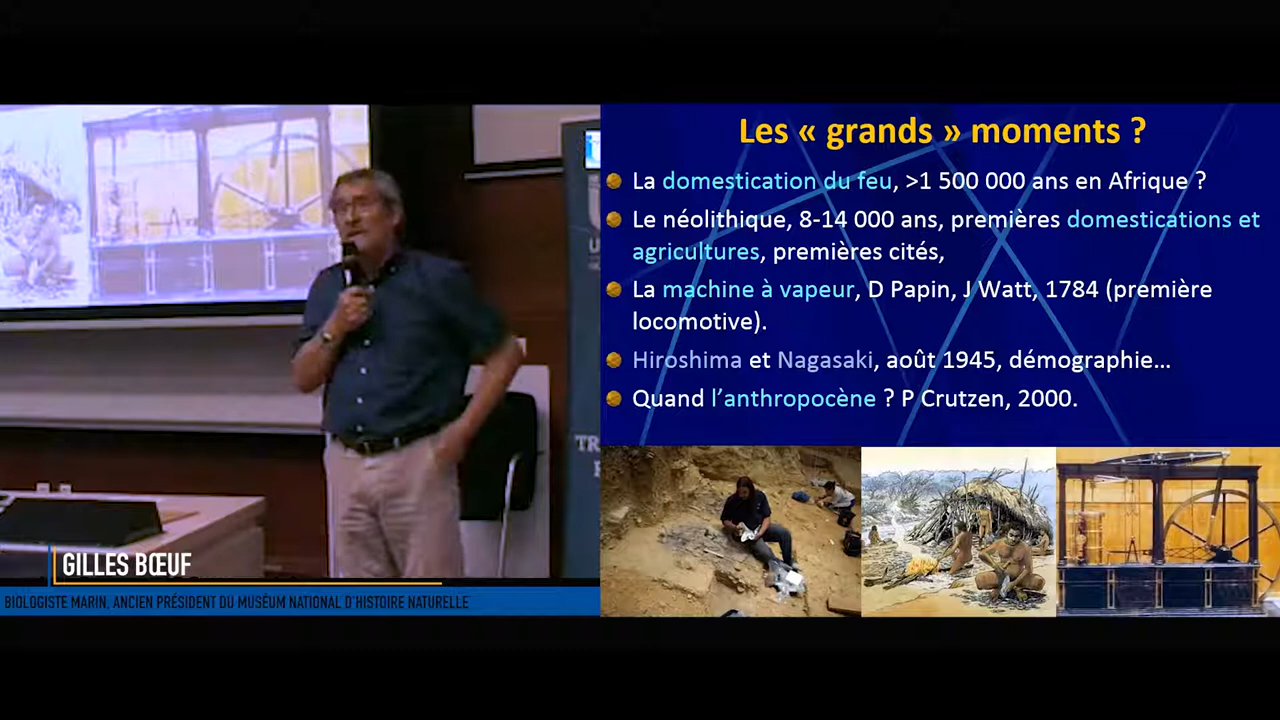 Les « grands » moments ?
La domestication du feu, >1 500 000 ans en Afrique ?
Le néolithique, 8-14 000 ans, premières domestications et
agricultures, premières cités,
La machine à vapeur, D Papin, J Watt, 1784 (première
locomotive).
Hiroshima et Nagasaki, août 1945, démographie...
Quand l'anthropocène ? P Crutzen, 2000.
GILLES BŒUF
BIOLOGISTE MARIN, ANCIEN PRÉSIDENT DU MUSÉUM NATIONAL D'HISTOIRE NATURELLE